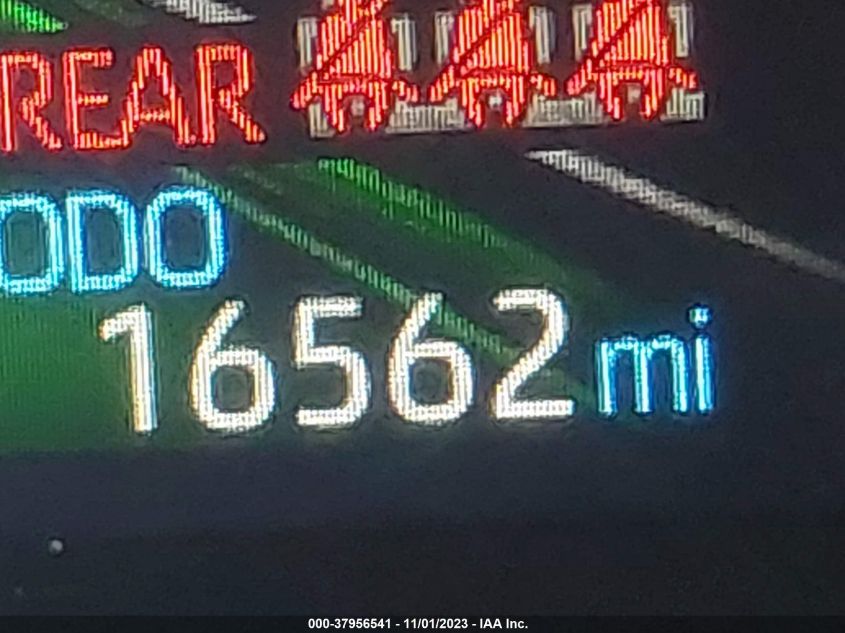 REAR
ODO
16562 mi
000-37956541 - 11/01/2023 - IAA Inc.